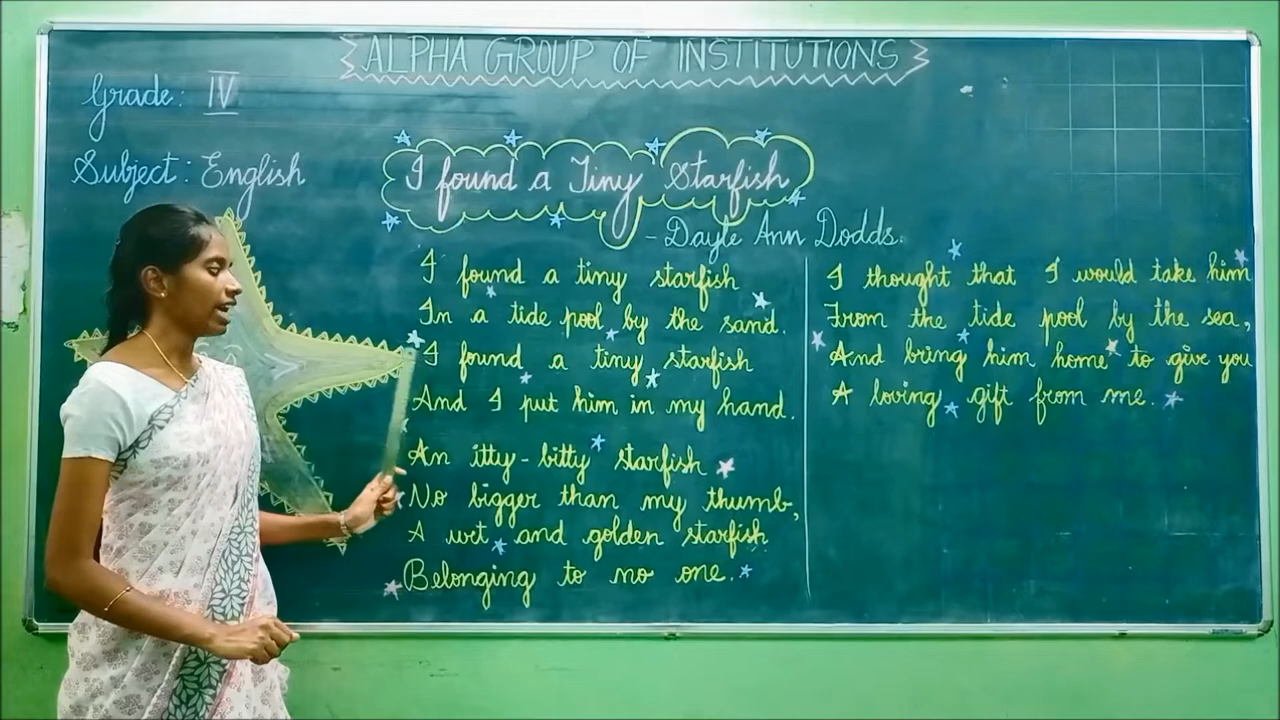 ALPHA GROUP OF INSTITUTIONS
Grade: IV
Subject: English
I found a Tiny Starfish
- Dayle Ann Dodds.
I found a tiny starfish
In a tide pool by the sand.
I found a tiny starfish
And I put him in my hand.
An itty-bitty starfish
No bigger than my thumb,
A wet and golden starfish
Belonging to no one.
I thought that I would take him
From the tide pool by the sea,
And bring him home to give you
A loving gift from me.